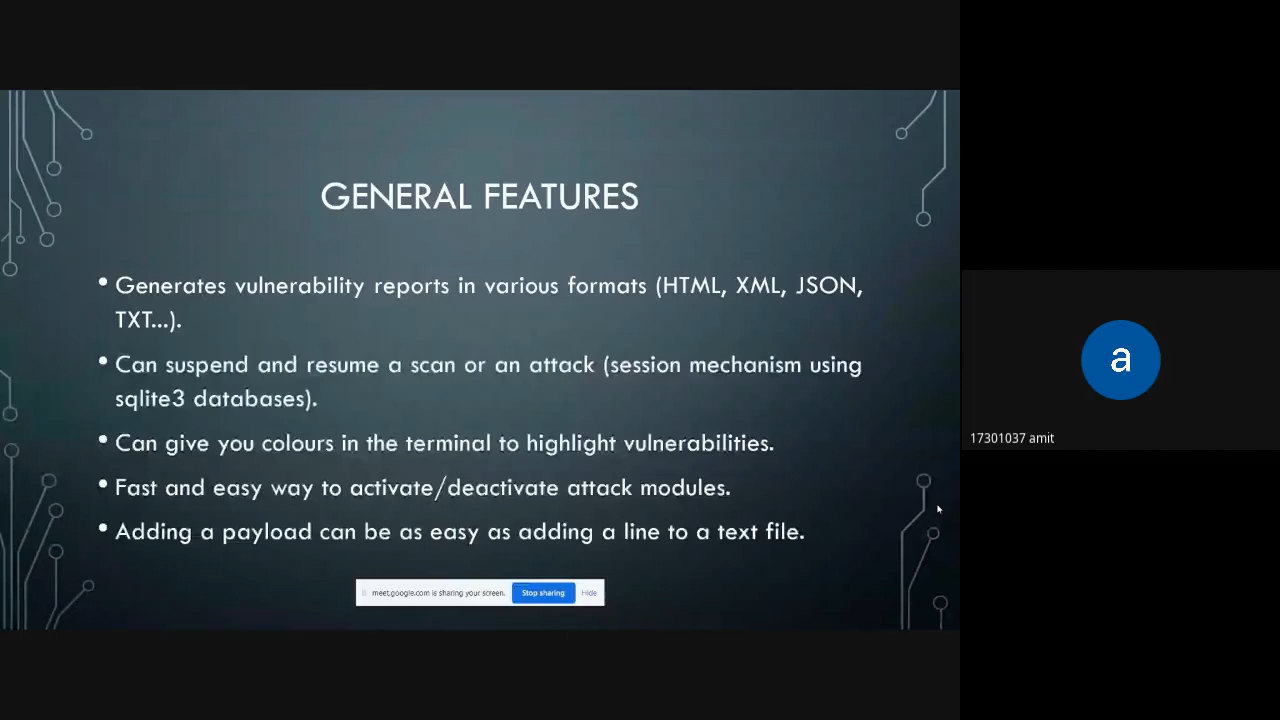 GENERAL FEATURES
• Generates vulnerability reports in various formats (HTML, XML, JSON,
TXT...).
• Can suspend and resume a scan or an attack (session mechanism using
sqlite3 databases).
• Can give you colours in the terminal to highlight vulnerabilities.
• Fast and easy way to activate/deactivate attack modules.
• Adding a payload can be as easy as adding a line to a text file.
meet.google.com is sharing your screen. Stop sharing Hide
a
17301037 amit